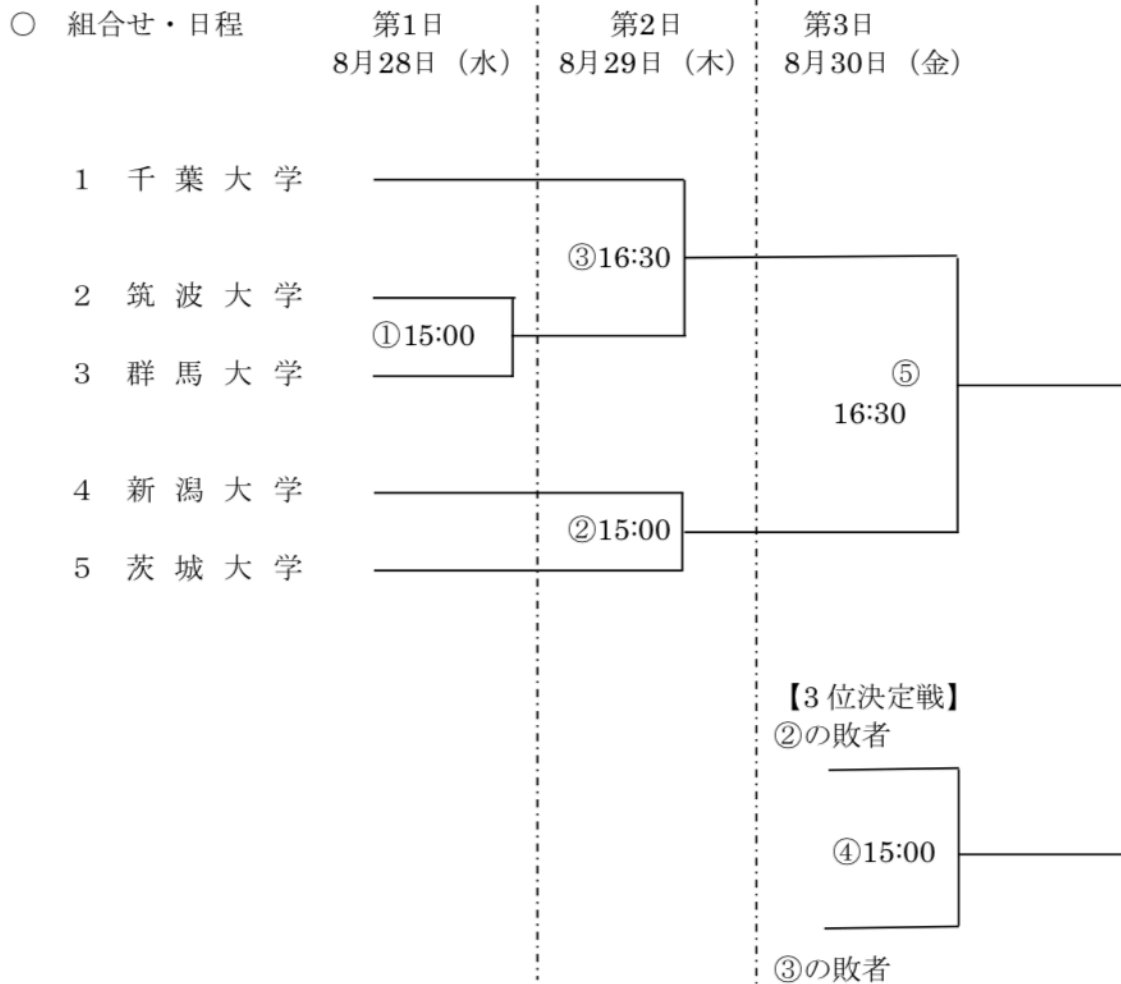 ○ 組合せ・日程 第1日 第2日 第3日
8月28日（水） 8月29日（木） 8月30日（金）
1 千葉大学
③16:30
2 筑波大学
①15:00
3 群馬大学
⑤
16:30
4 新潟大学
②15:00
5 茨城大学
【3位決定戦】
②の敗者
④15:00
③の敗者